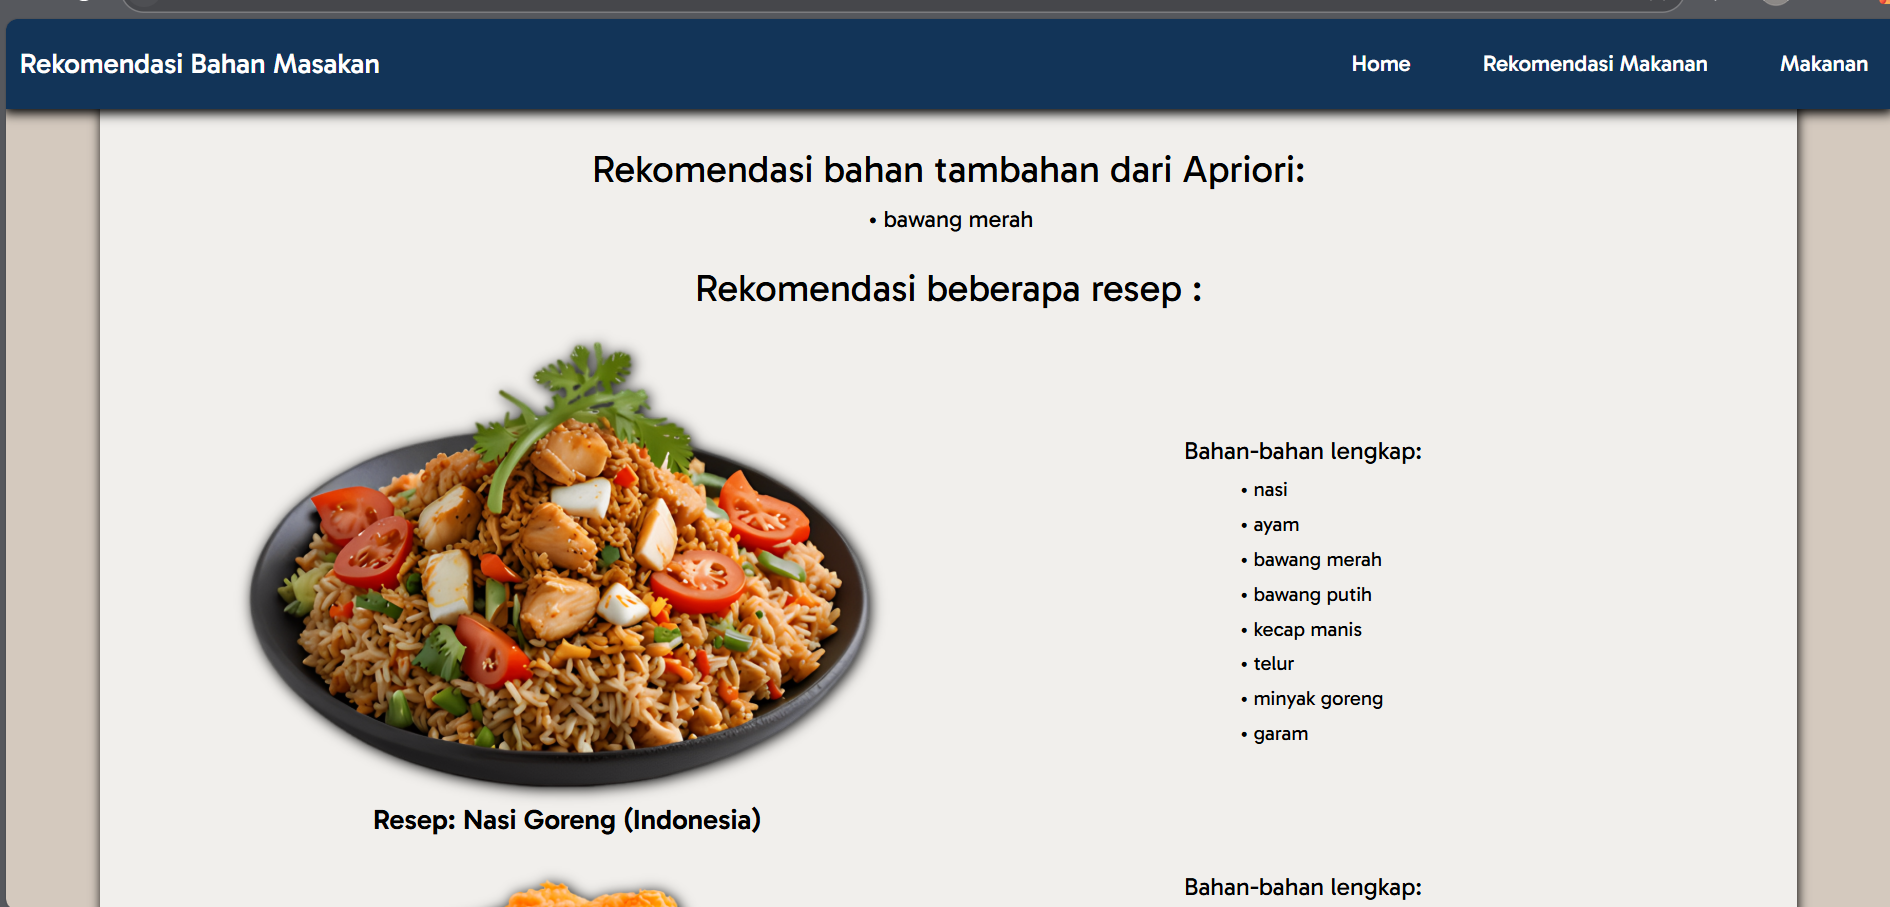 Rekomendasi Bahan Masakan
Home
Rekomendasi Makanan
Makanan
Rekomendasi bahan tambahan dari Apriori:
• bawang merah
Rekomendasi beberapa resep :
Bahan-bahan lengkap:
• nasi
• ayam
• bawang merah
• bawang putih
• kecap manis
• telur
• minyak goreng
• garam
Resep: Nasi Goreng (Indonesia)
Bahan-bahan lengkap: